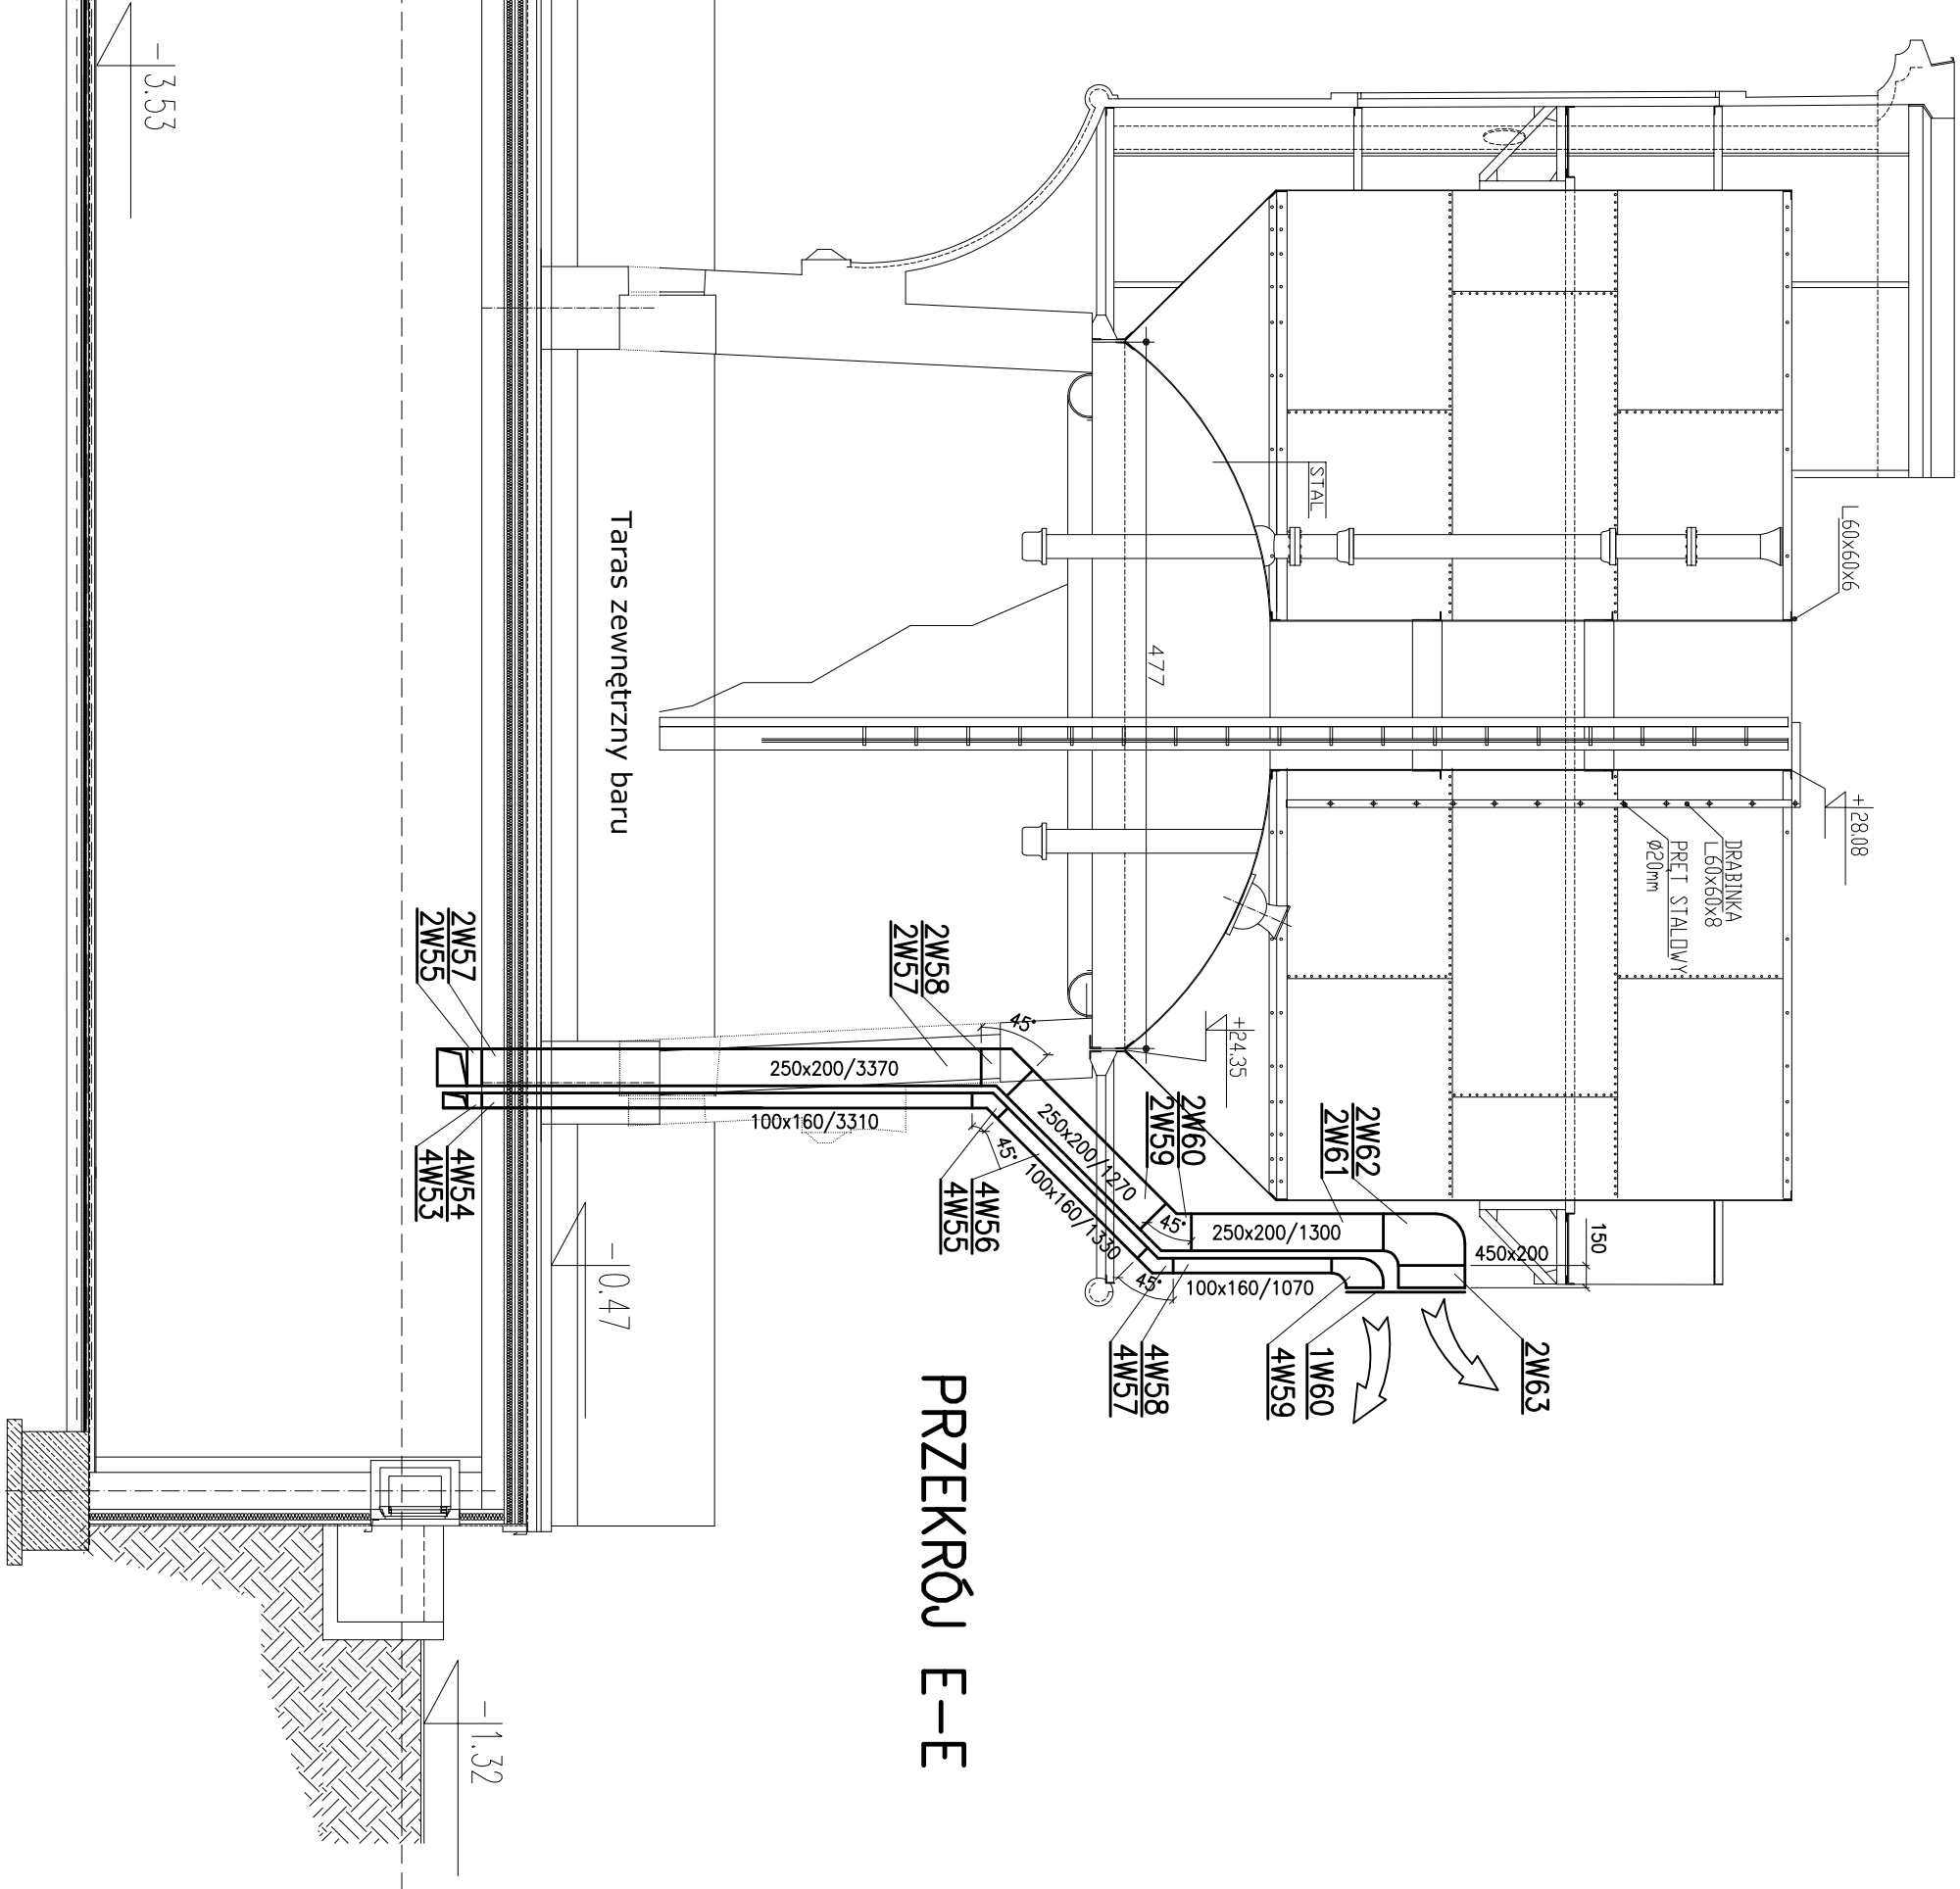 -3.53
STAL
L60x60x6
477
+28.08
DRABINKA
L60x60x8
PRĘT STALOWY
Ø20mm
Taras zewnętrzny baru
2W57
2W55
2W58
2W57
45°
+24.35
250x200/3370
100x160/3310
250x200/1270
100x160/1330
45°
2W60
2W59
2W62
2W61
4W54
4W53
4W56
4W55
45°
250x200/1300
450x200
150
45°
100x160/1070
-0.47
4W58
4W57
1W60
4W59
2W63
PRZEKRÓJ E-E
-1.32